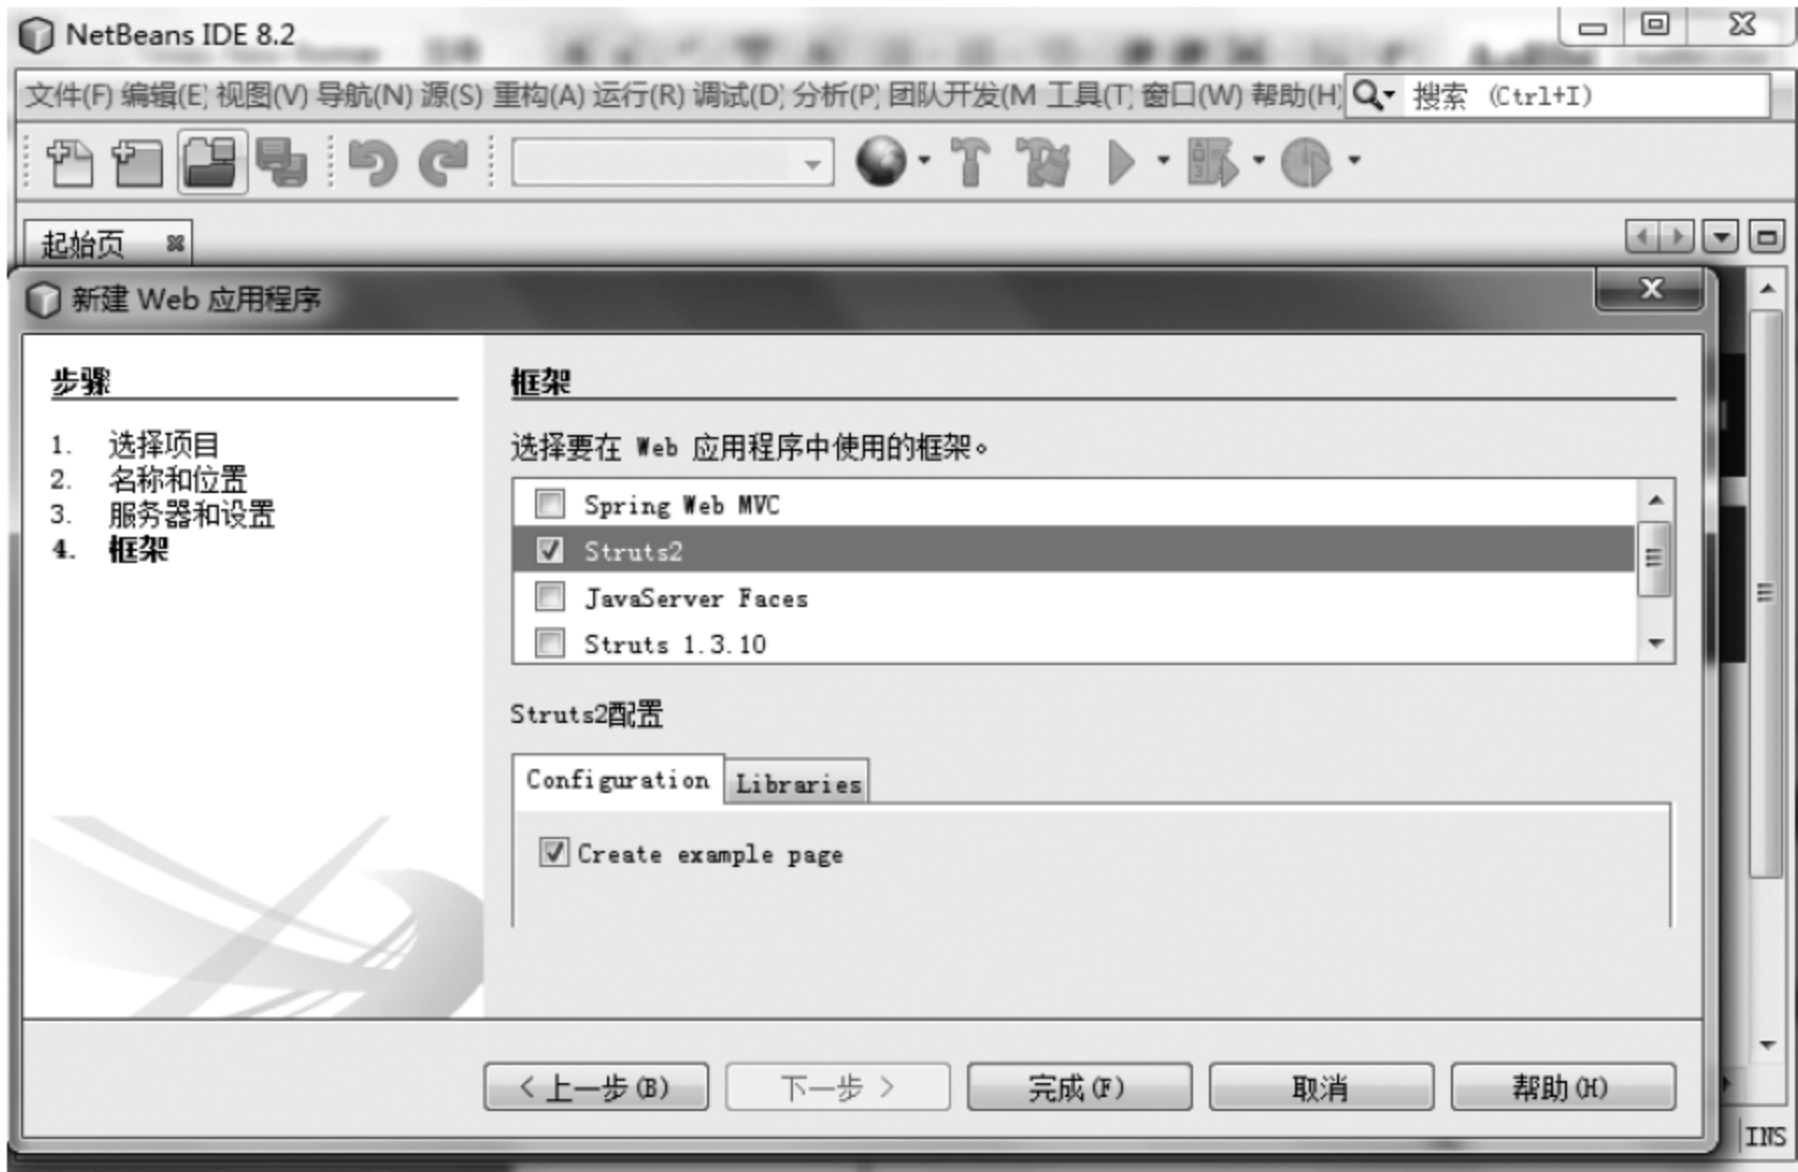 NetBeans IDE 8.2
文件(F) 编辑(E) 视图(V) 导航(N) 源(S) 重构(A) 运行(R) 调试(D) 分析(P) 团队开发(M 工具(T) 窗口(W) 帮助(H) 搜索 (Ctrl+I)
起始页
新建 Web 应用程序
步骤
1. 选择项目
2. 名称和位置
3. 服务器和设置
4. 框架
框架
选择要在 Web 应用程序中使用的框架。
Spring Web MVC
Struts2
JavaServer Faces
Struts 1.3.10
Struts2配置
Configuration Libraries
Create example page
< 上一步(B) 下一步 > 完成(F) 取消 帮助(H)
INS